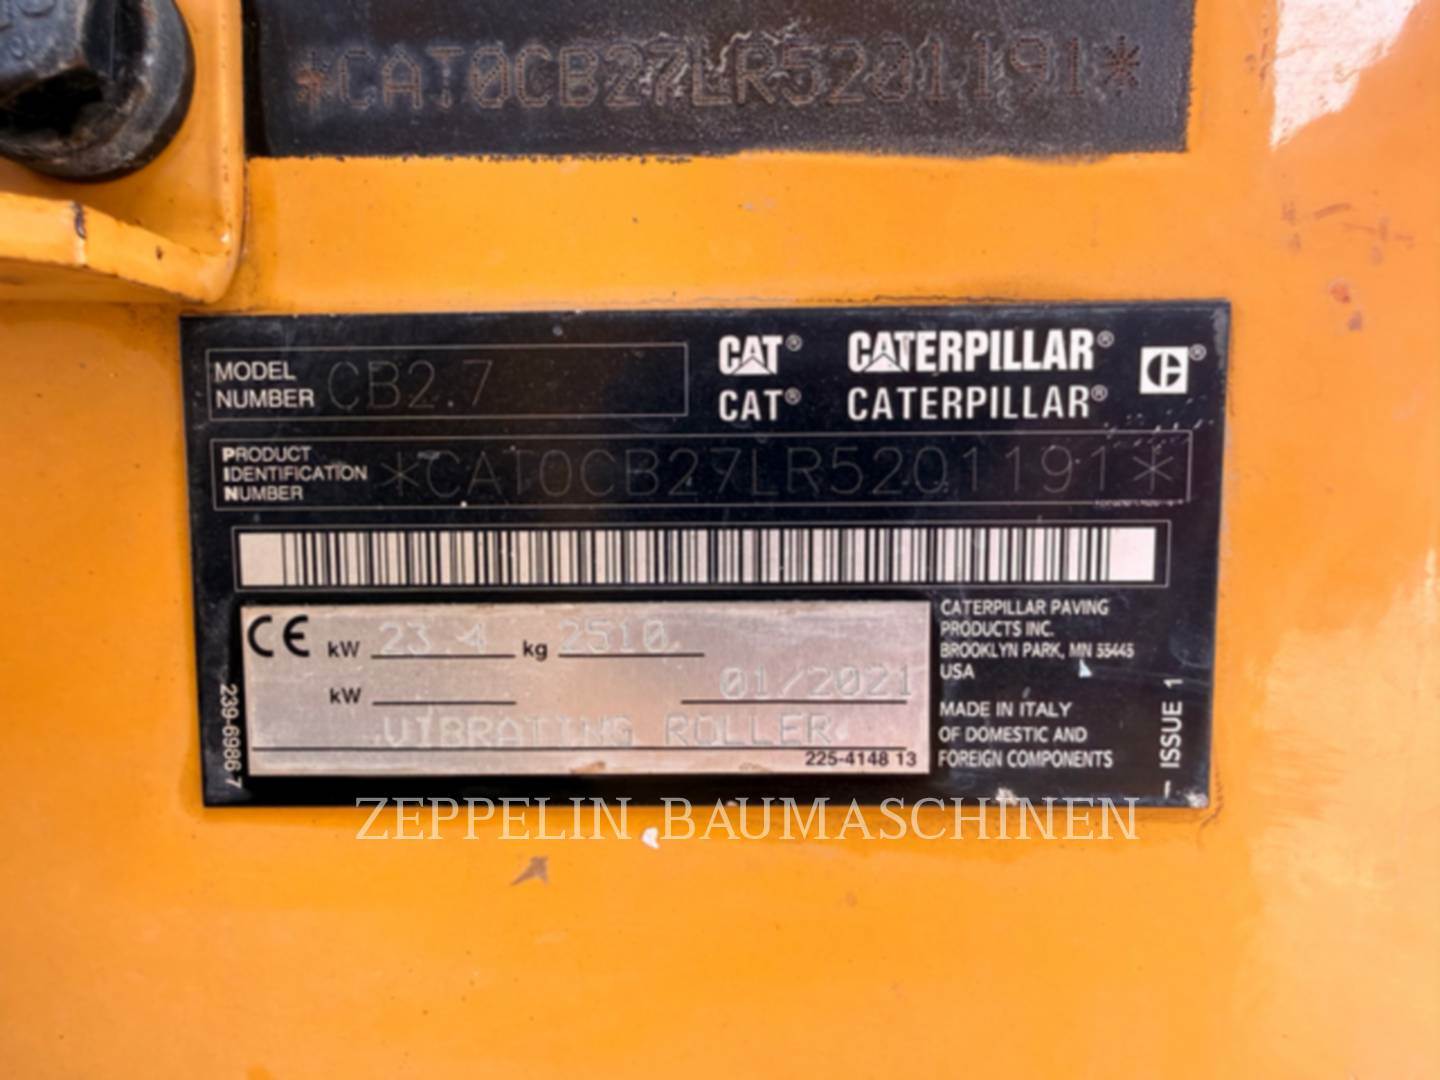 *CAT0CB27LR5201191*
MODEL NUMBER CB2.7
CAT® CATERPILLAR®
CAT® CATERPILLAR®
PRODUCT IDENTIFICATION NUMBER *CAT0CB27LR5201191*
CE kW 23.4 kg 2510
kW 01/2021
VIBRATING ROLLER
225-4148 13
239-6986 7
CATERPILLAR PAVING
PRODUCTS INC.
BROOKLYN PARK, MN 55445
USA
MADE IN ITALY
OF DOMESTIC AND
FOREIGN COMPONENTS
ISSUE 1
ZEPPELIN BAUMASCHINEN